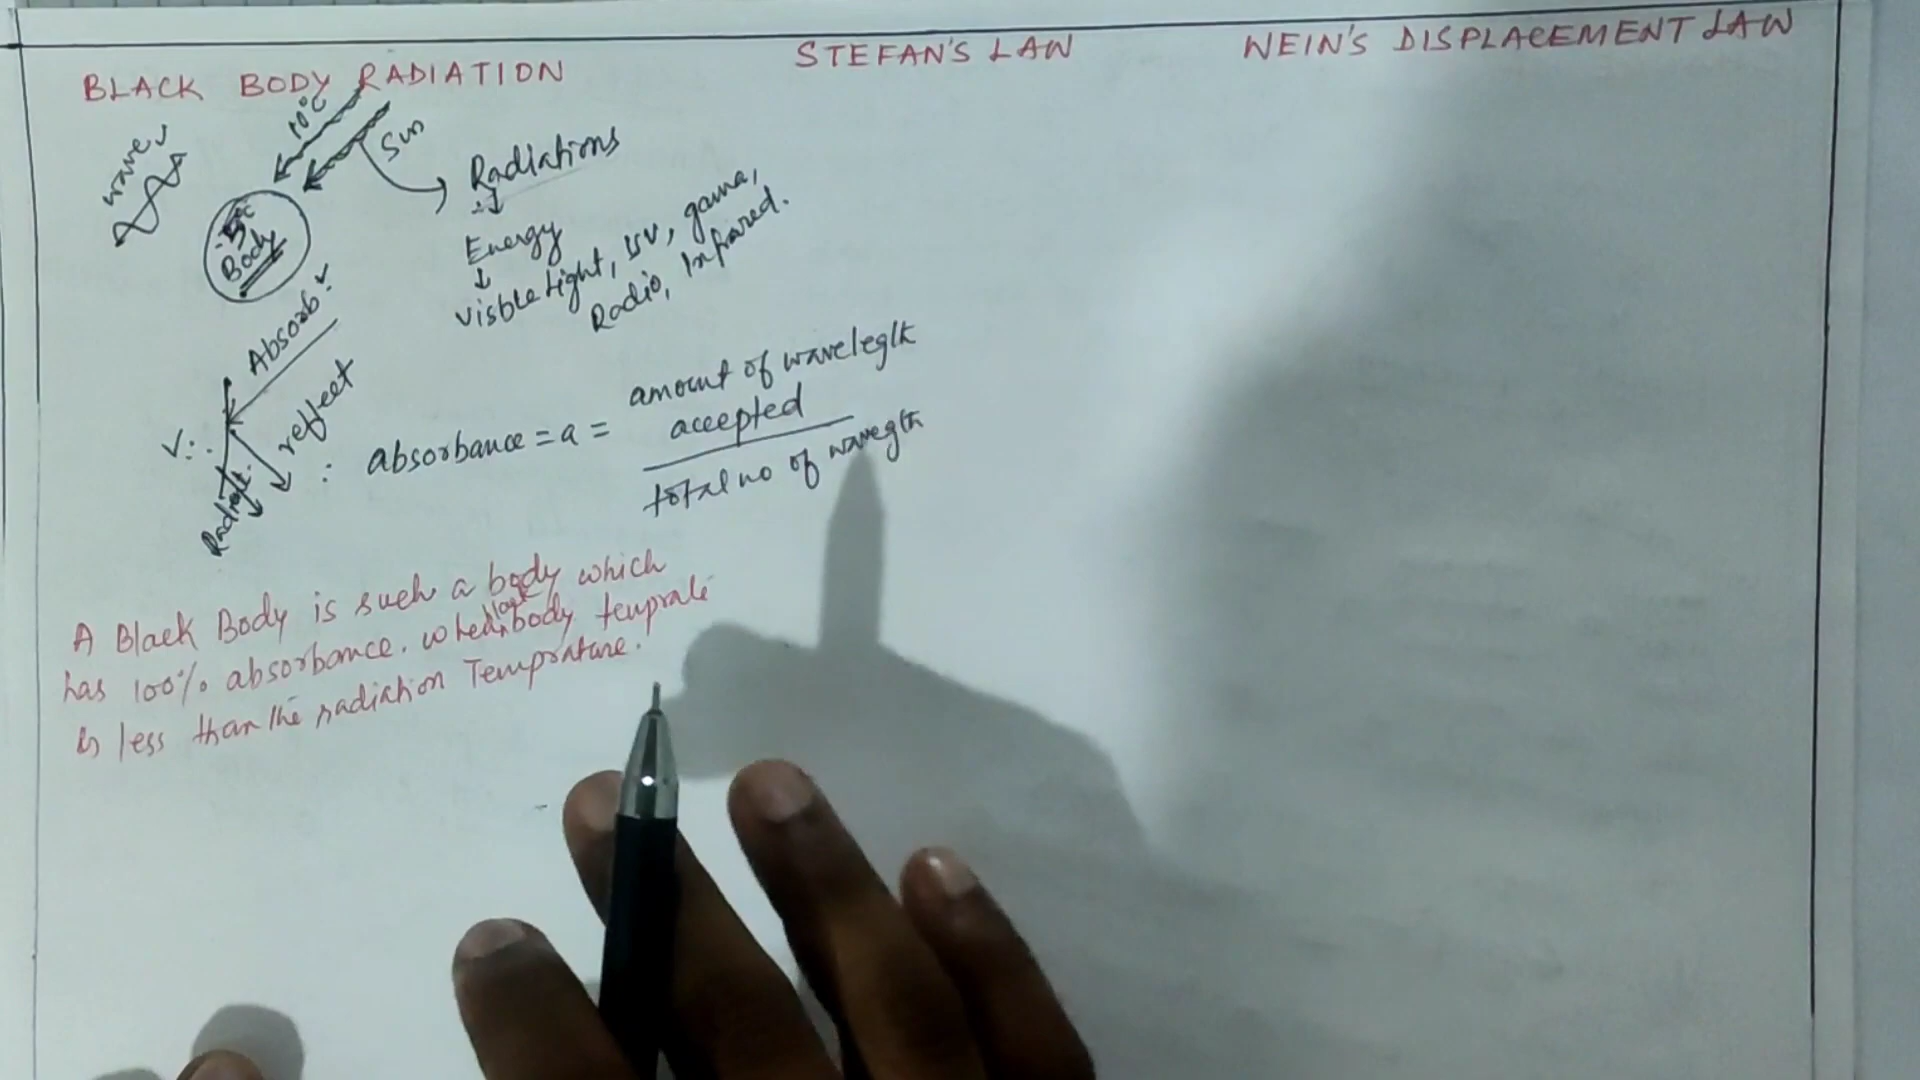 BLACK BODY RADIATION
STEFAN'S LAW
WEIN'S DISPLACEMENT LAW
wave
10°C
Sun
Body
Radiations
Energy
visble light, UV, gama,
Radio, Infrared.
Absorb
reflect
Radiate.
absorbance = a =
amount of wavelegth
accepted
total no of wavegth
A Black Body is such a body which
has 100% absorbance. when black body temprate
is less than the radiation Temprature.